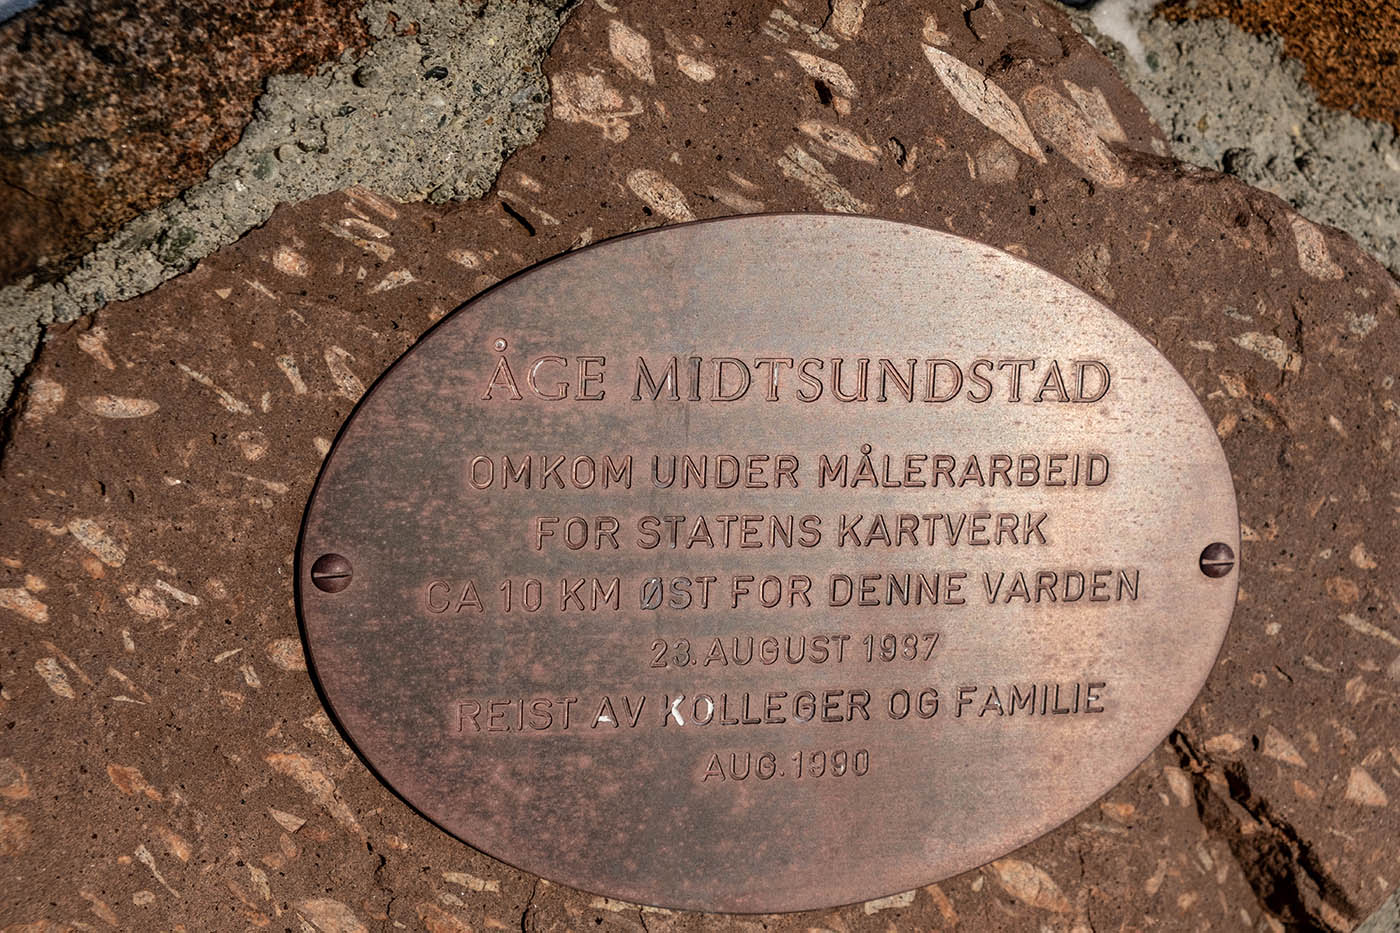 ÅGE MIDTSUNDSTAD
OMKOM UNDER MÅLERARBEID
FOR STATENS KARTVERK
CA 10 KM ØST FOR DENNE VARDEN
23. AUGUST 1987
REIST AV KOLLEGER OG FAMILIE
AUG. 1990